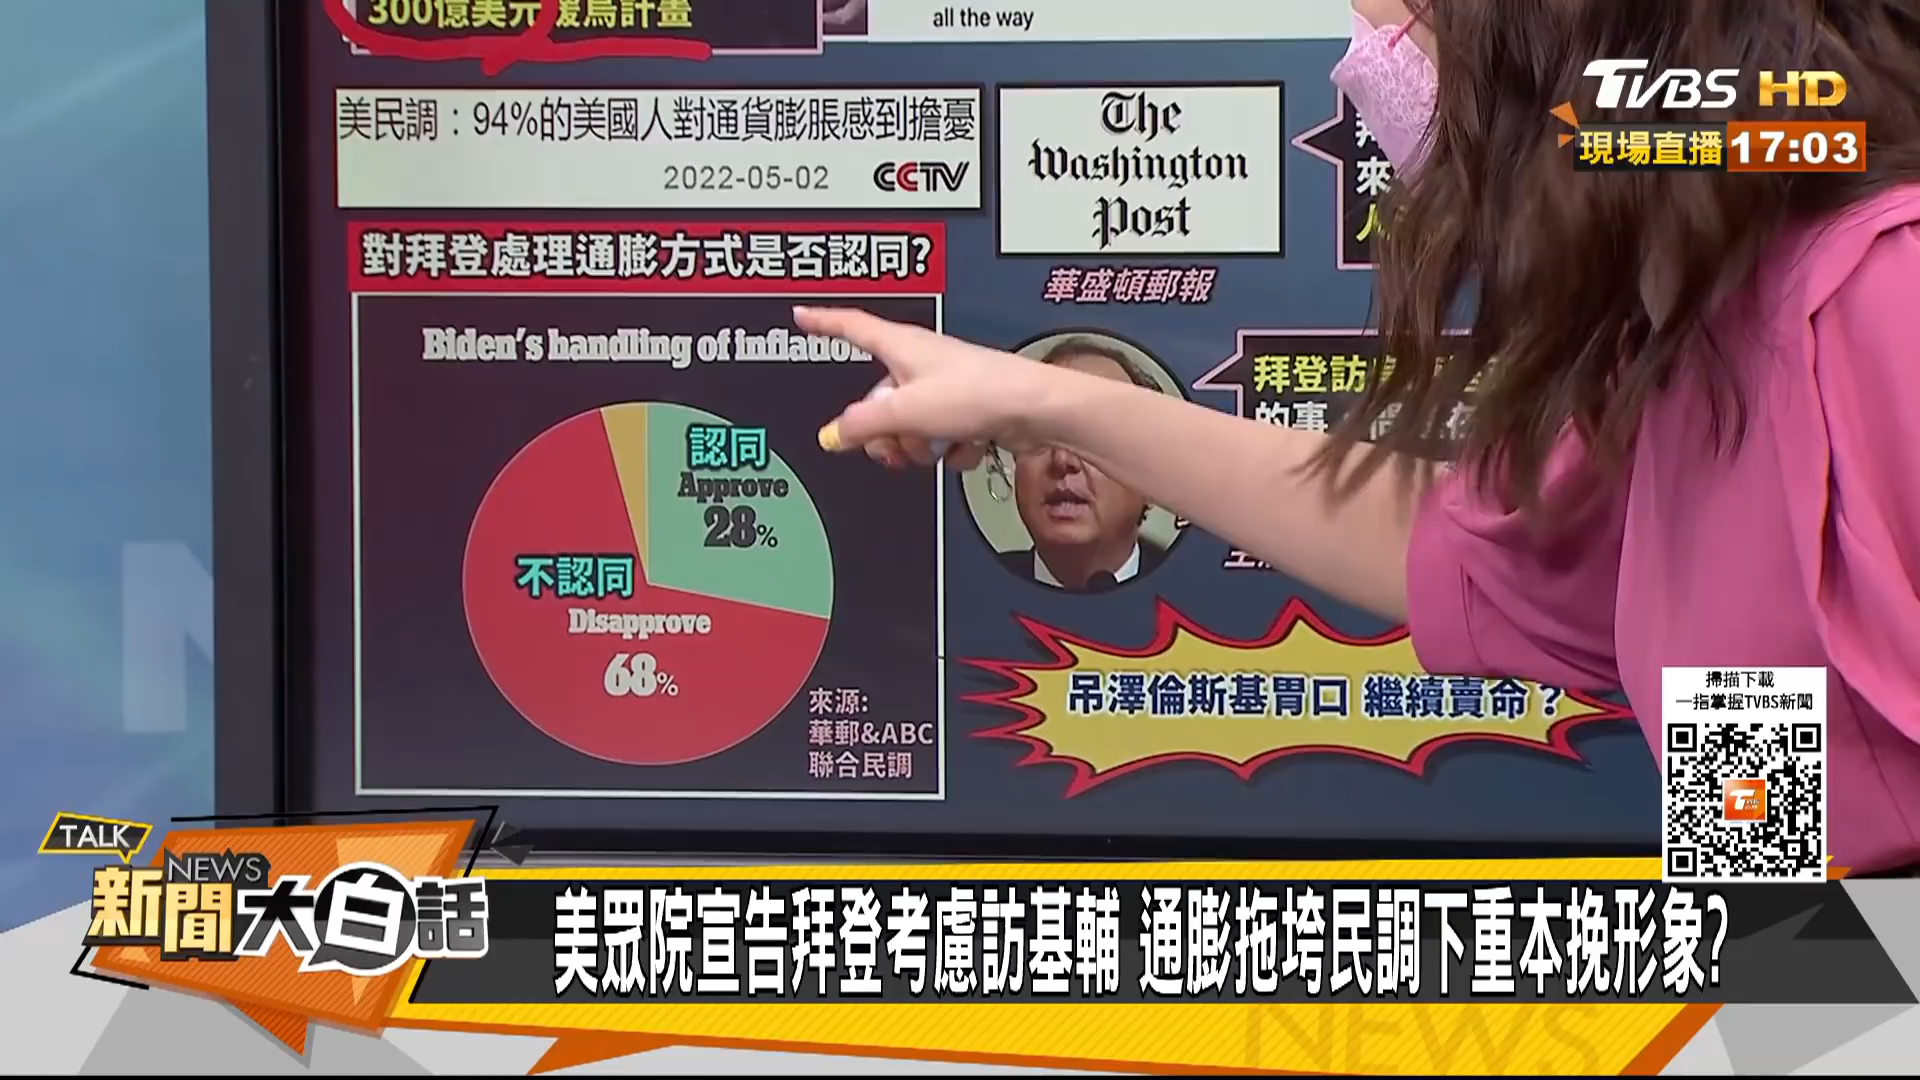 300億美元援烏計畫
all the way
TVBS HD
現場直播 17:03
美民調：94%的美國人對通貨膨脹感到擔憂
2022-05-02 CCTV
The
Washington
Post
華盛頓郵報
來
對拜登處理通膨方式是否認同?
Biden's handling of inflation
認同
Approve
28%
不認同
Disapprove
68%
來源:
華郵&ABC
聯合民調
拜登訪
的事
吊澤倫斯基胃口 繼續賣命？
掃描下載
一指掌握TVBS新聞
TALK
NEWS
新聞大白話
美眾院宣告拜登考慮訪基輔 通膨拖垮民調下重本挽形象?
NEWS